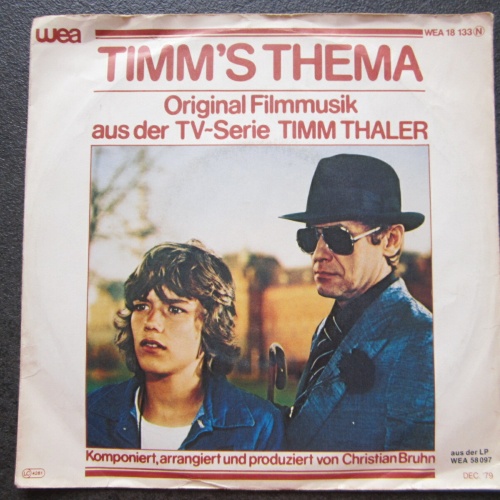 wea
WEA 18 133 N
TIMM'S THEMA
Original Filmmusik
aus der TV-Serie TIMM THALER
Komponiert, arrangiert und produziert von Christian Bruhn
aus der LP
WEA 58 097
DEC. 79